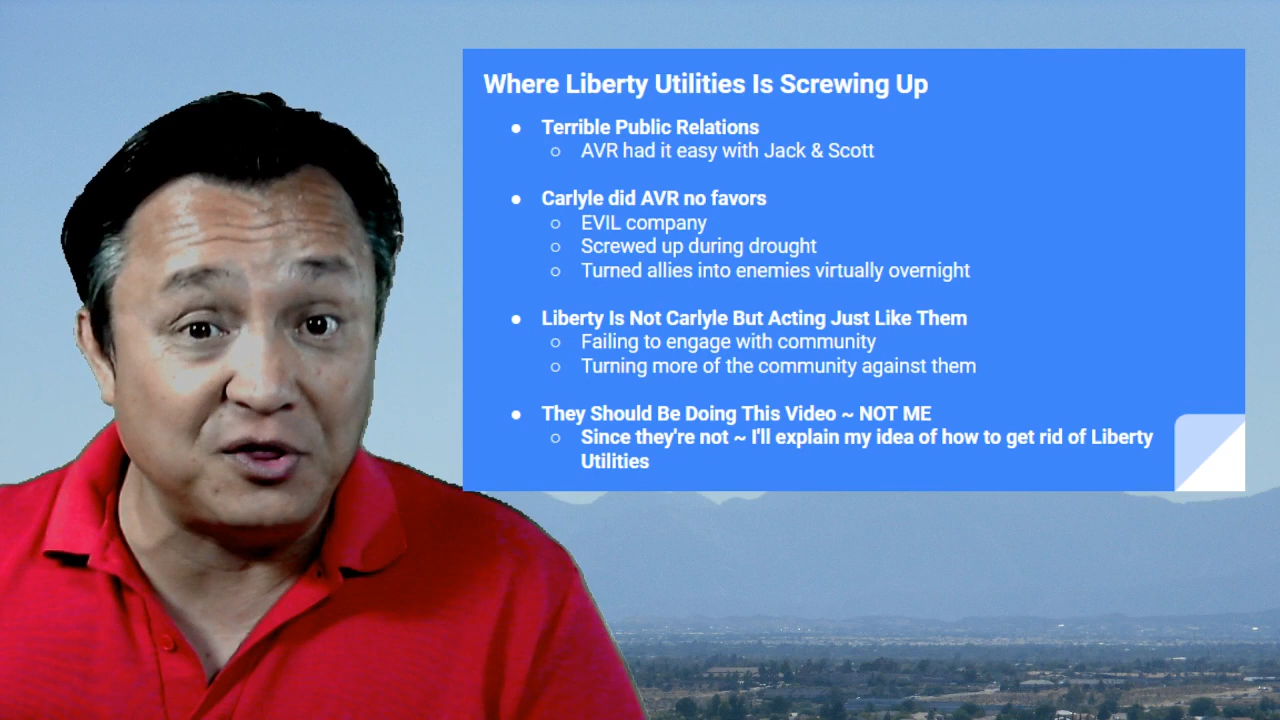 Where Liberty Utilities Is Screwing Up
● Terrible Public Relations
○ AVR had it easy with Jack & Scott
● Carlyle did AVR no favors
○ EVIL company
○ Screwed up during drought
○ Turned allies into enemies virtually overnight
● Liberty Is Not Carlyle But Acting Just Like Them
○ Failing to engage with community
○ Turning more of the community against them
● They Should Be Doing This Video ~ NOT ME
○ Since they're not ~ I'll explain my idea of how to get rid of Liberty
Utilities